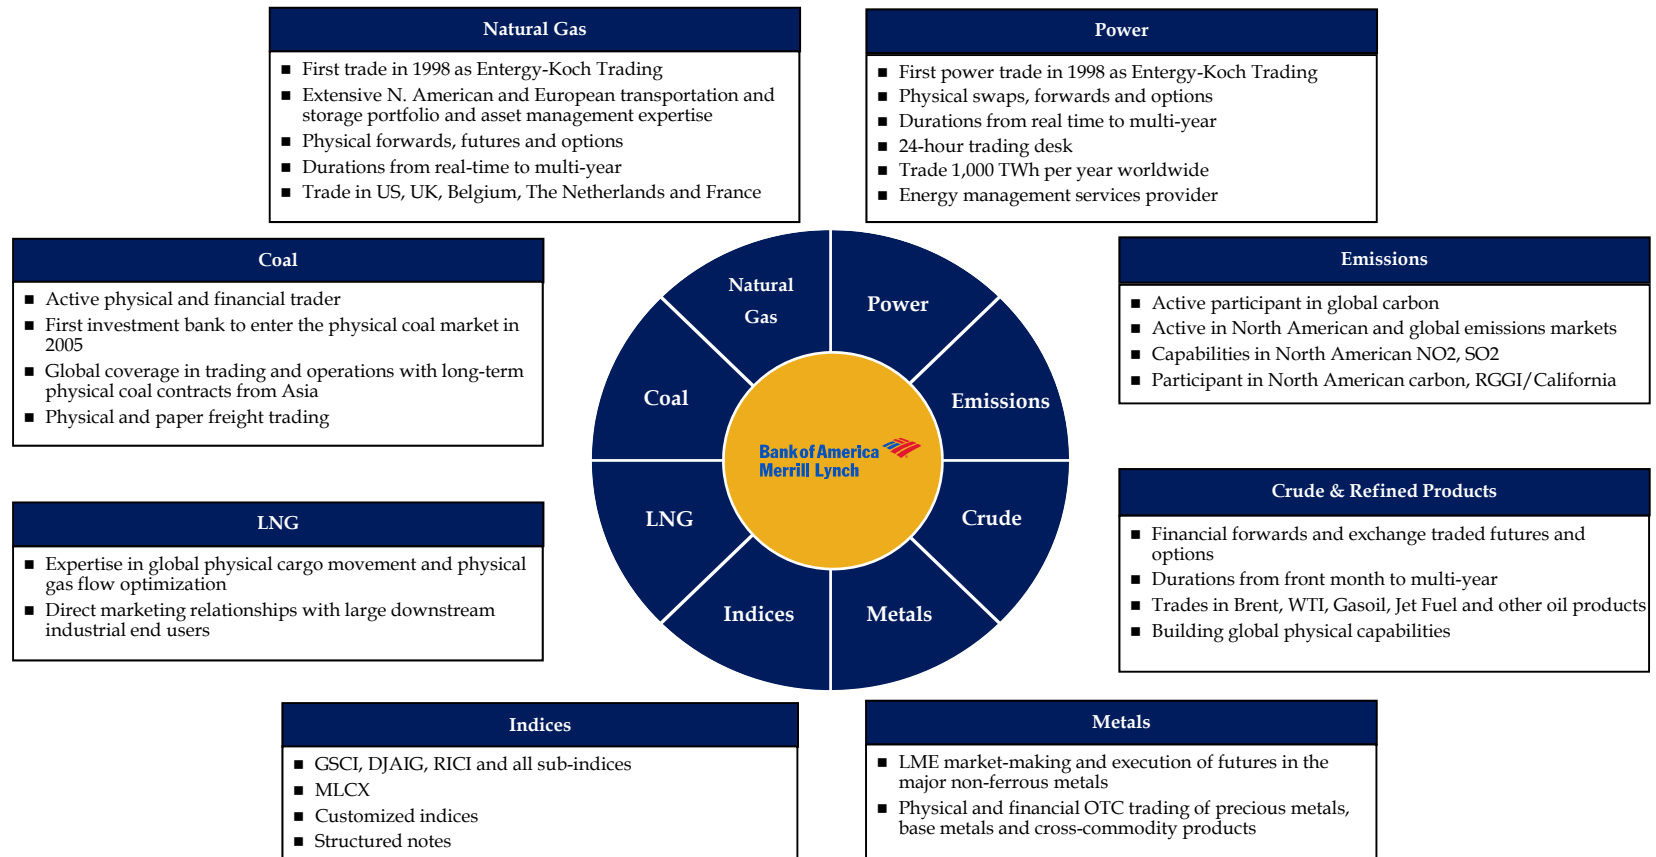 Natural Gas
■ First trade in 1998 as Entergy-Koch Trading
■ Extensive N. American and European transportation and
storage portfolio and asset management expertise
■ Physical forwards, futures and options
■ Durations from real-time to multi-year
■ Trade in US, UK, Belgium, The Netherlands and France
Power
■ First power trade in 1998 as Entergy-Koch Trading
■ Physical swaps, forwards and options
■ Durations from real time to multi-year
■ 24-hour trading desk
■ Trade 1,000 TWh per year worldwide
■ Energy management services provider
Coal
■ Active physical and financial trader
■ First investment bank to enter the physical coal market in
2005
■ Global coverage in trading and operations with long-term
physical coal contracts from Asia
■ Physical and paper freight trading
Natural
Gas
Power
Coal
Emissions
Bank of America
Merrill Lynch
LNG
Crude
Indices
Metals
Emissions
■ Active participant in global carbon
■ Active in North American and global emissions markets
■ Capabilities in North American NO2, SO2
■ Participant in North American carbon, RGGI/California
LNG
■ Expertise in global physical cargo movement and physical
gas flow optimization
■ Direct marketing relationships with large downstream
industrial end users
Crude & Refined Products
■ Financial forwards and exchange traded futures and
options
■ Durations from front month to multi-year
■ Trades in Brent, WTI, Gasoil, Jet Fuel and other oil products
■ Building global physical capabilities
Indices
■ GSCI, DJAIG, RICI and all sub-indices
■ MLCX
■ Customized indices
■ Structured notes
Metals
■ LME market-making and execution of futures in the
major non-ferrous metals
■ Physical and financial OTC trading of precious metals,
base metals and cross-commodity products